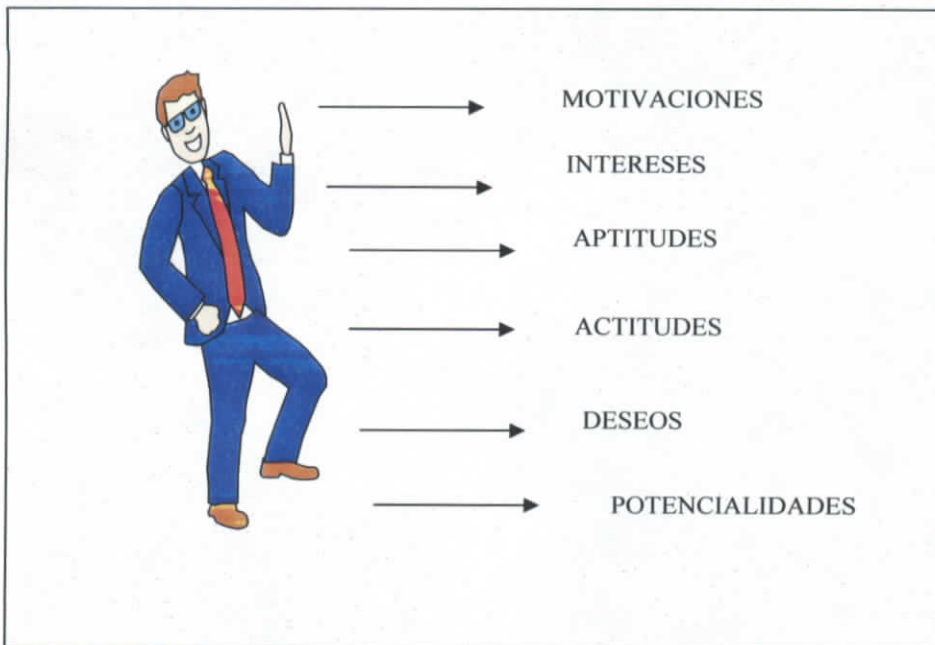 MOTIVACIONES
INTERESES
APTITUDES
ACTITUDES
DESEOS
POTENCIALIDADES